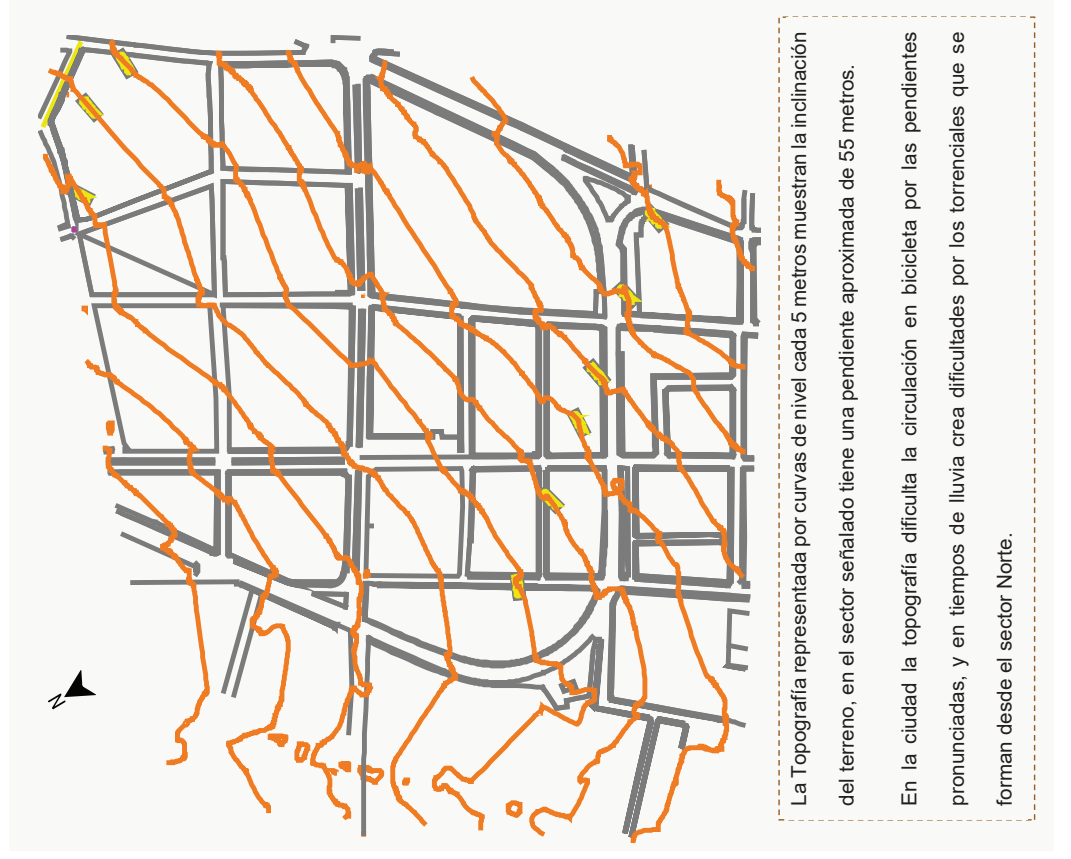 N
La Topografía representada por curvas de nivel cada 5 metros muestran la inclinación
del terreno, en el sector señalado tiene una pendiente aproximada de 55 metros.
En la ciudad la topografía dificulta la circulación en bicicleta por las pendientes
pronunciadas, y en tiempos de lluvia crea dificultades por los torrenciales que se
forman desde el sector Norte.